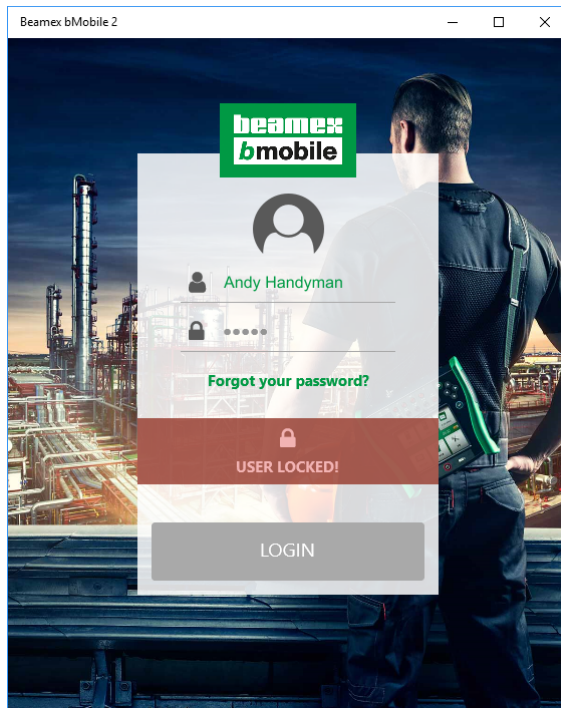 Beamex bMobile 2
beamex
bmobile
Andy Handyman
•••••
Forgot your password?
USER LOCKED!
LOGIN